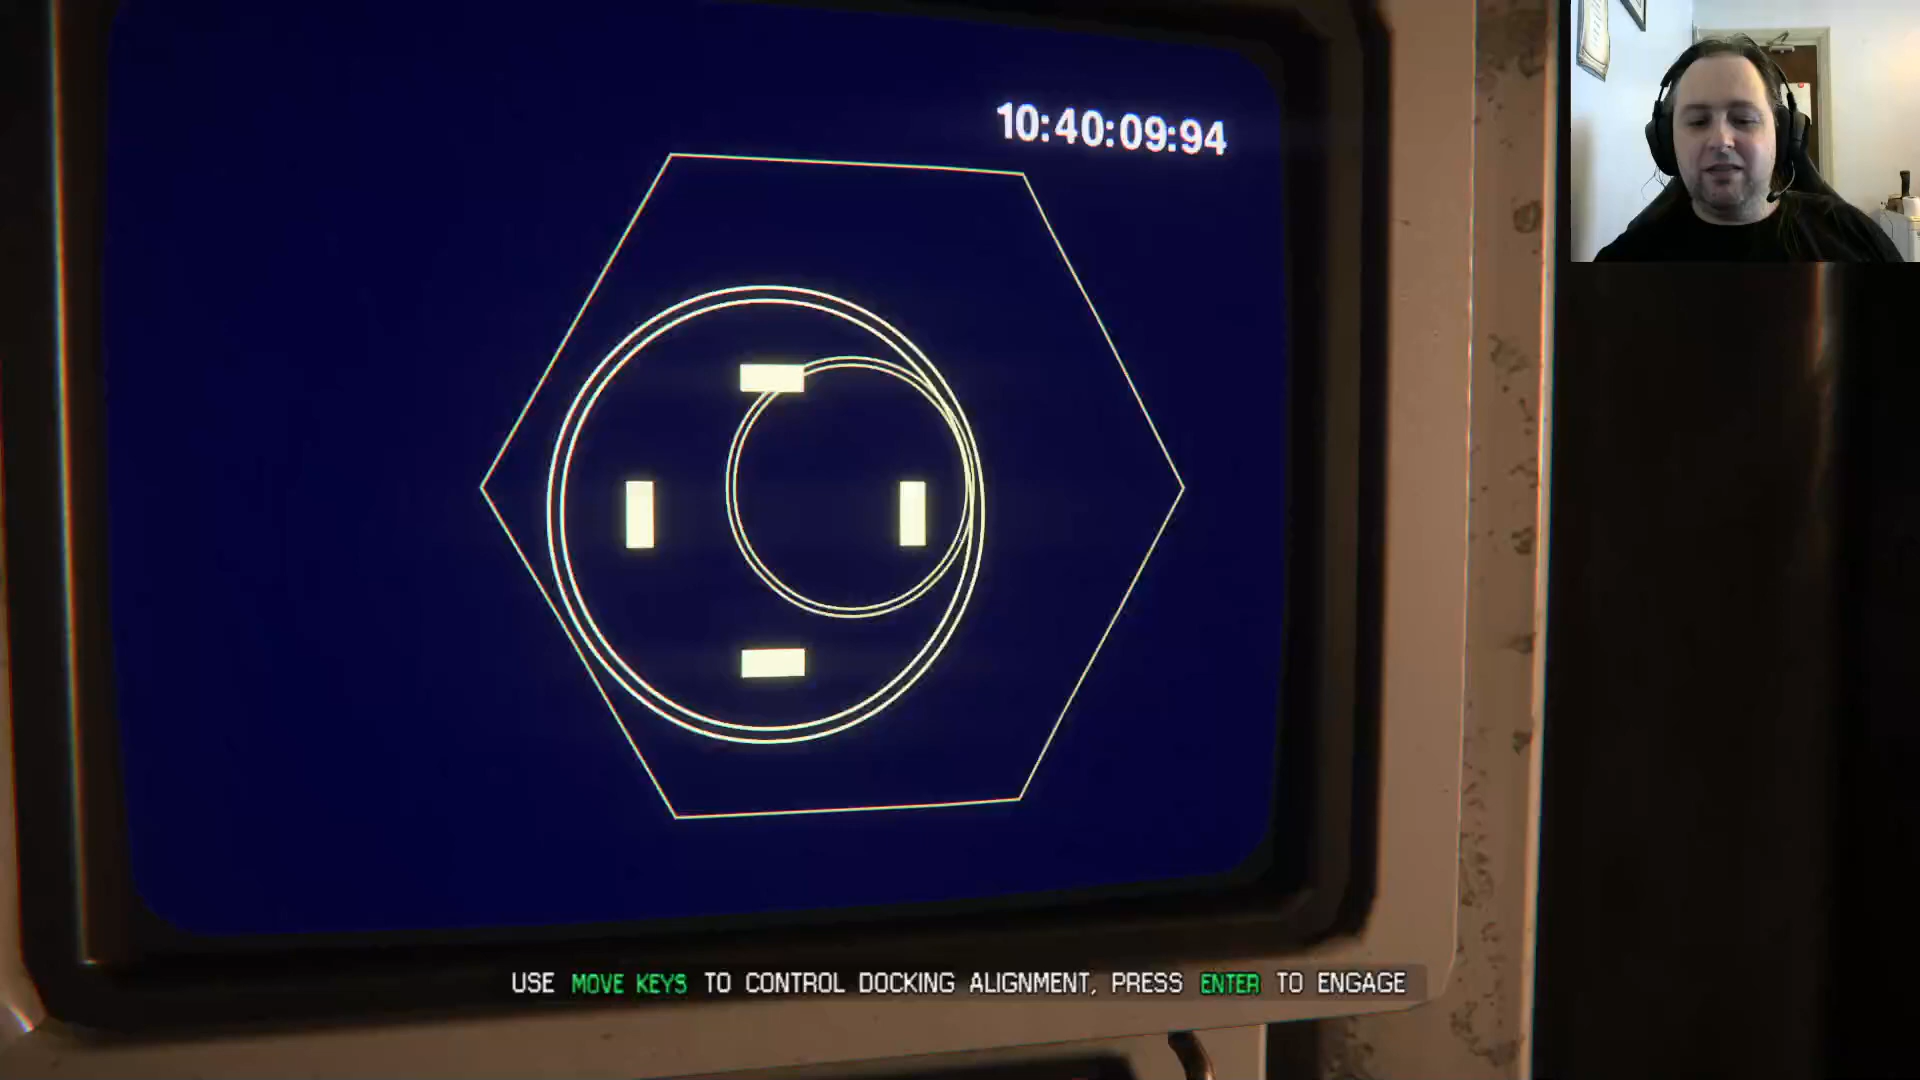 10:40:09:94
USE MOVE KEYS TO CONTROL DOCKING ALIGNMENT, PRESS ENTER TO ENGAGE